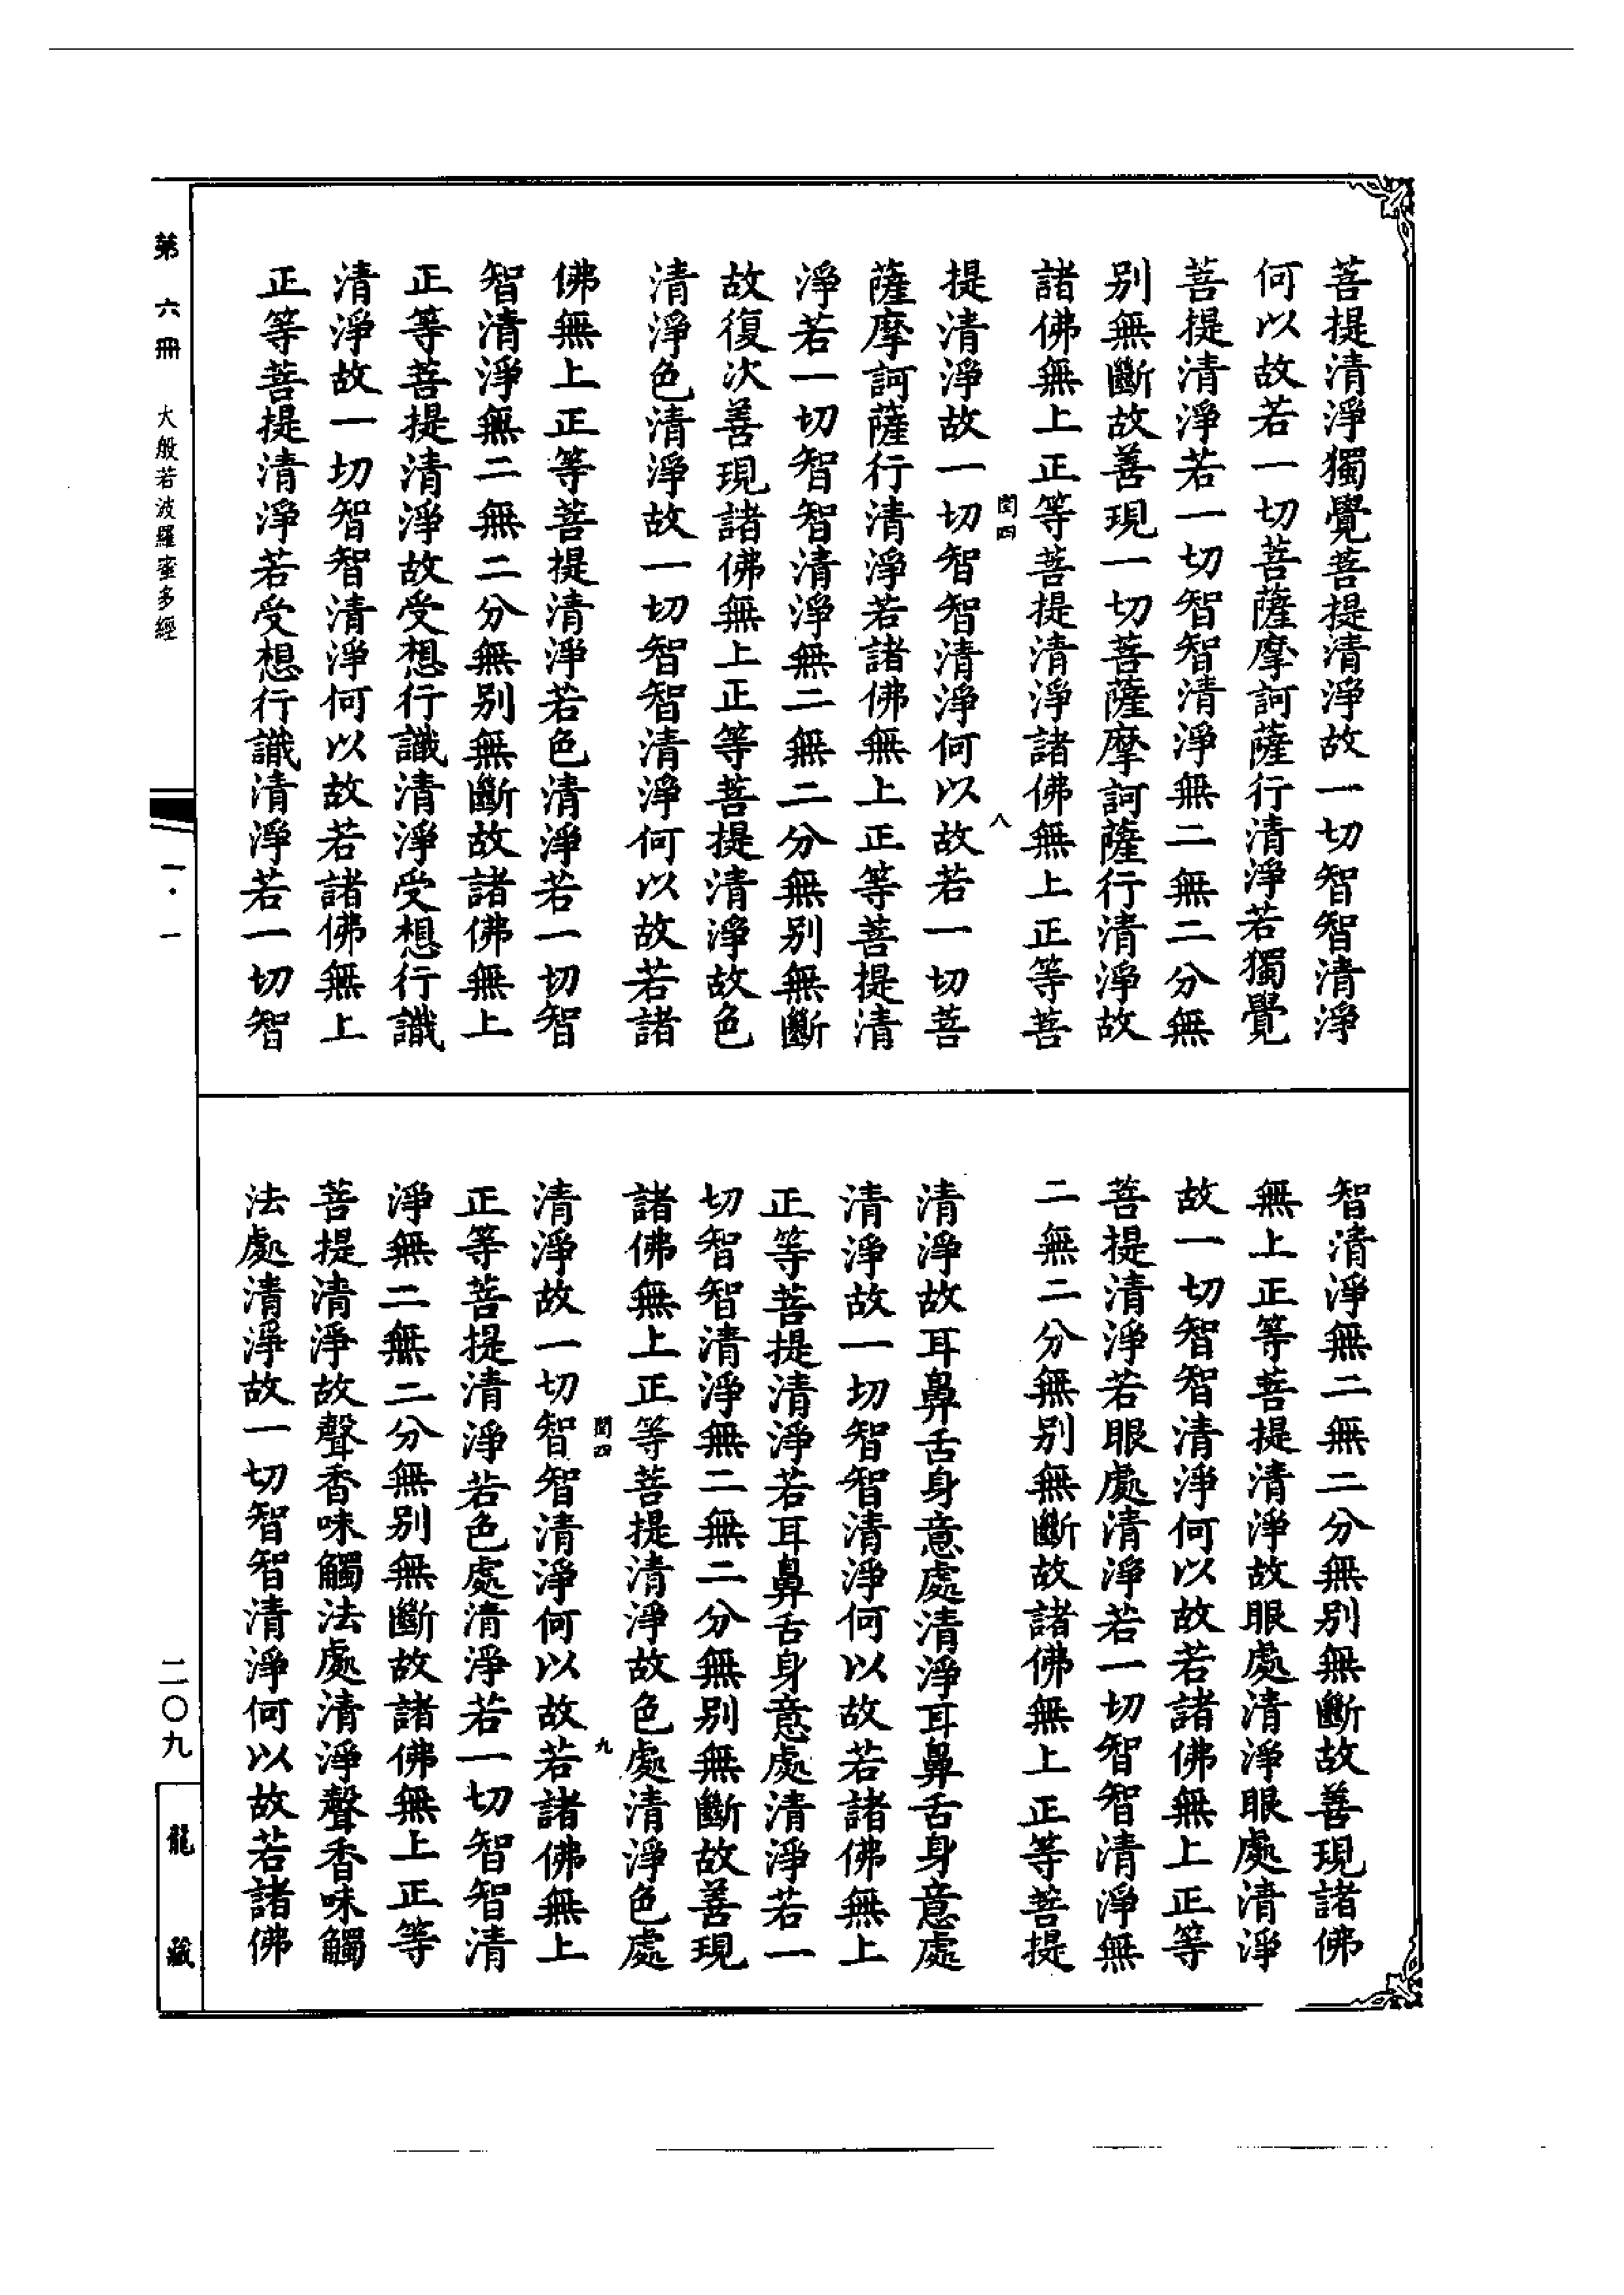 菩提清淨獨覺菩提清淨故一切智智清淨
何以故若一切菩薩摩訶薩行清淨若獨覺
菩提清淨若一切智智清淨無二無二分無
别無斷故善現一切菩薩摩訶薩行清淨故
諸佛無上正等菩提清淨諸佛無上正等菩
閏四
八
提清淨故一切智智清淨何以故若一切菩
薩摩訶薩行清淨若諸佛無上正等菩提清
淨若一切智智清淨無二無二分無别無斷
故復次善現諸佛無上正等菩提清淨故色
清淨色清淨故一切智智清淨何以故若諸
佛無上正等菩提清淨若色清淨若一切智
智清淨無二無二分無别無斷故諸佛無上
正等菩提清淨故受想行識清淨受想行識
清淨故一切智智清淨何以故若諸佛無上
正等菩提清淨若受想行識清淨若一切智
智清淨無二無二分無别無斷故善現諸佛
無上正等菩提清淨故眼處清淨眼處清淨
故一切智智清淨何以故若諸佛無上正等
菩提清淨若眼處清淨若一切智智清淨無
二無二分無别無斷故諸佛無上正等菩提
清淨故耳鼻舌身意處清淨耳鼻舌身意處
清淨故一切智智清淨何以故若諸佛無上
正等菩提清淨若耳鼻舌身意處清淨若一
切智智清淨無二無二分無别無斷故善現
諸佛無上正等菩提清淨故色處清淨色處
閏四
九
清淨故一切智智清淨何以故若諸佛無上
正等菩提清淨若色處清淨若一切智智清
淨無二無二分無别無斷故諸佛無上正等
菩提清淨故聲香味觸法處清淨聲香味觸
法處清淨故一切智智清淨何以故若諸佛
第六冊 大般若波羅蜜多經
一·一
二〇九
龍藏